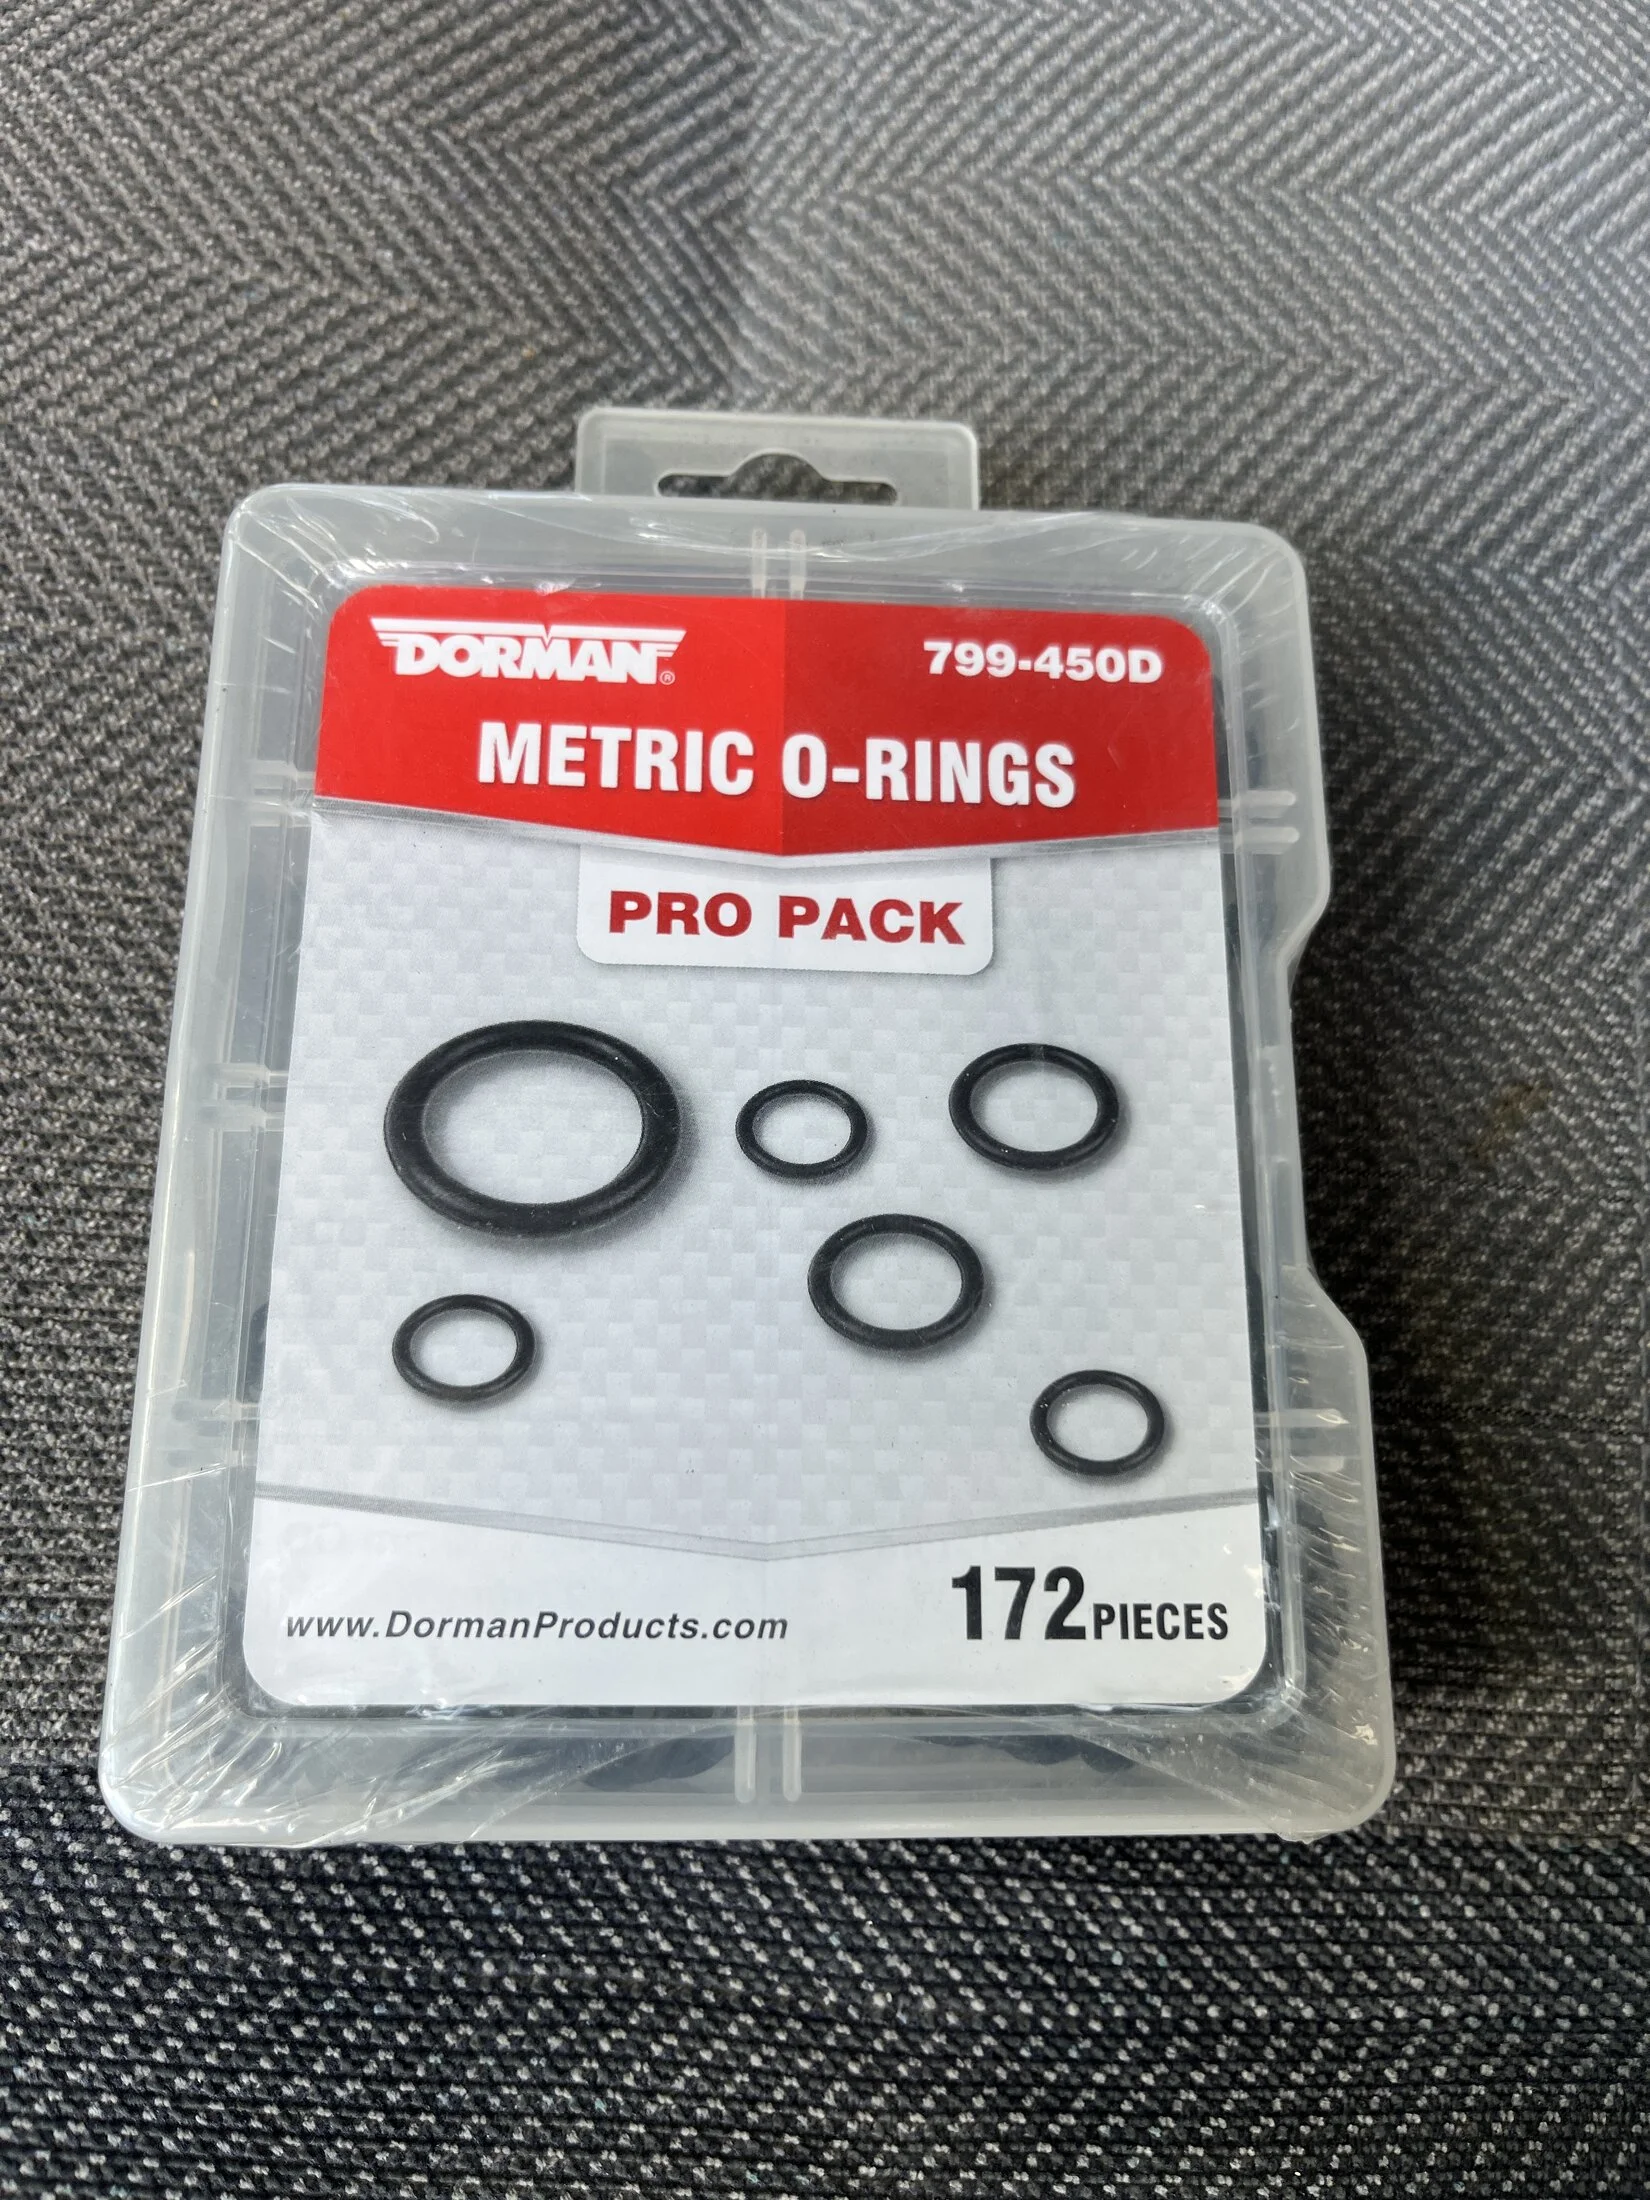 DORMAN®
799-450D
METRIC O-RINGS
PRO PACK
www.DormanProducts.com
172 PIECES